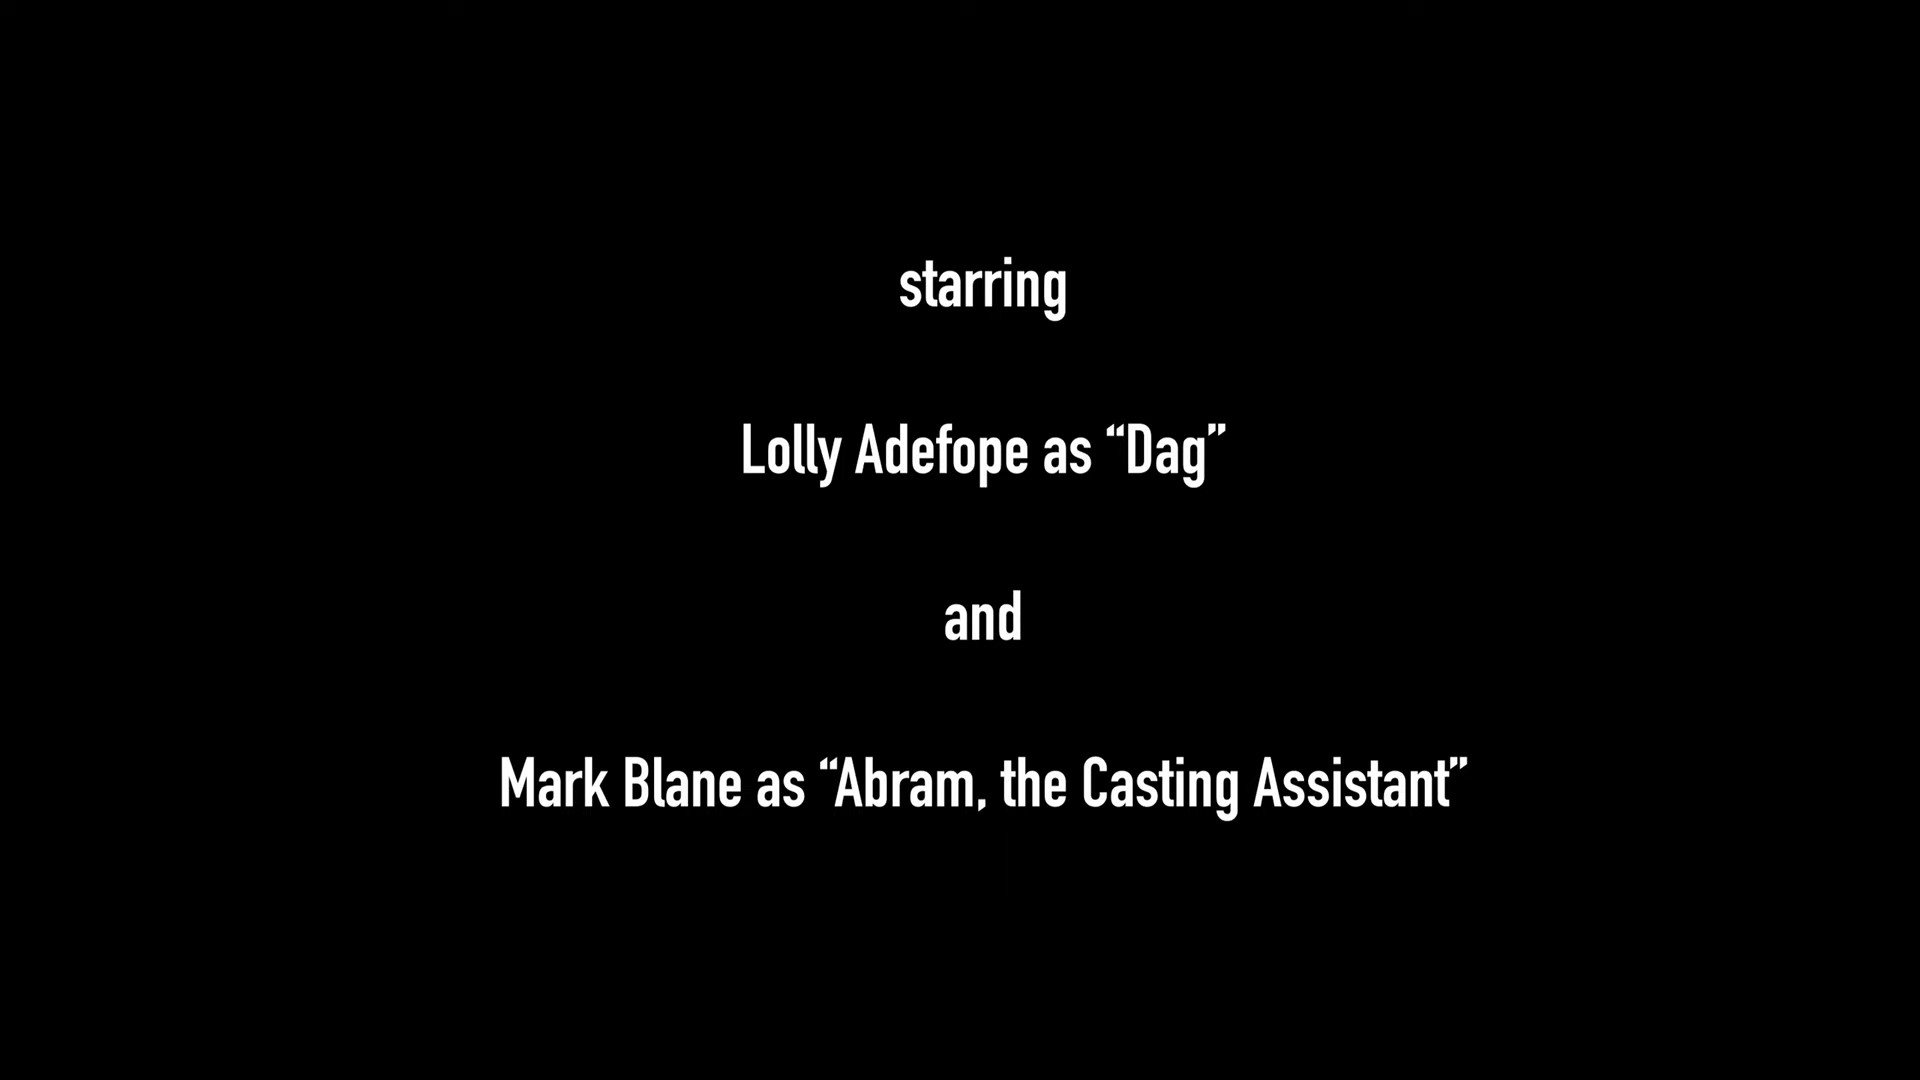 starring
Lolly Adefope as “Dag”
and
Mark Blane as “Abram, the Casting Assistant”